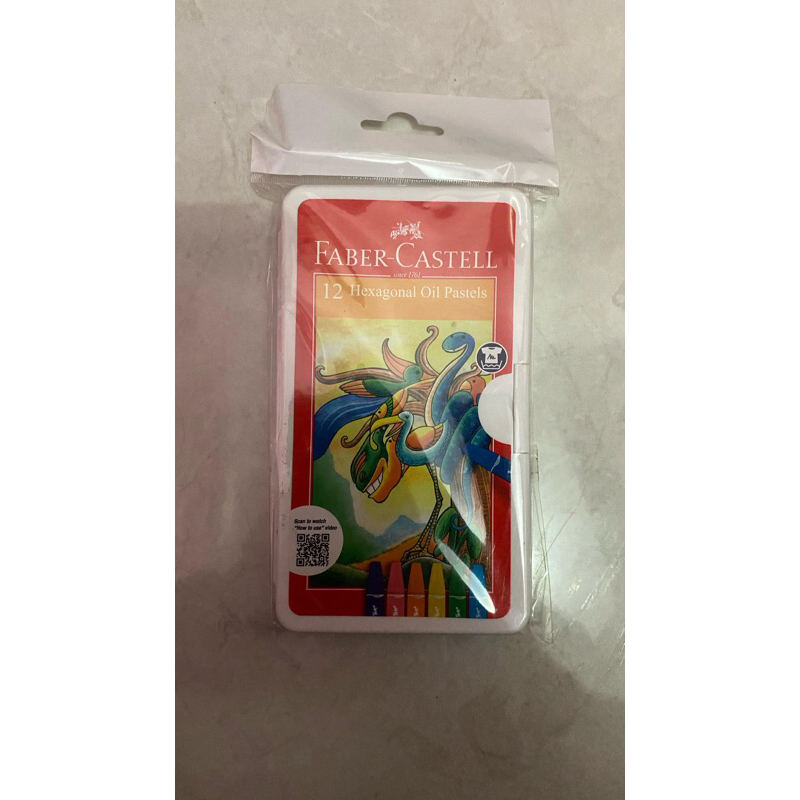 FABER-CASTELL
since 1761
12 Hexagonal Oil Pastels
Scan to watch
"How to use" video